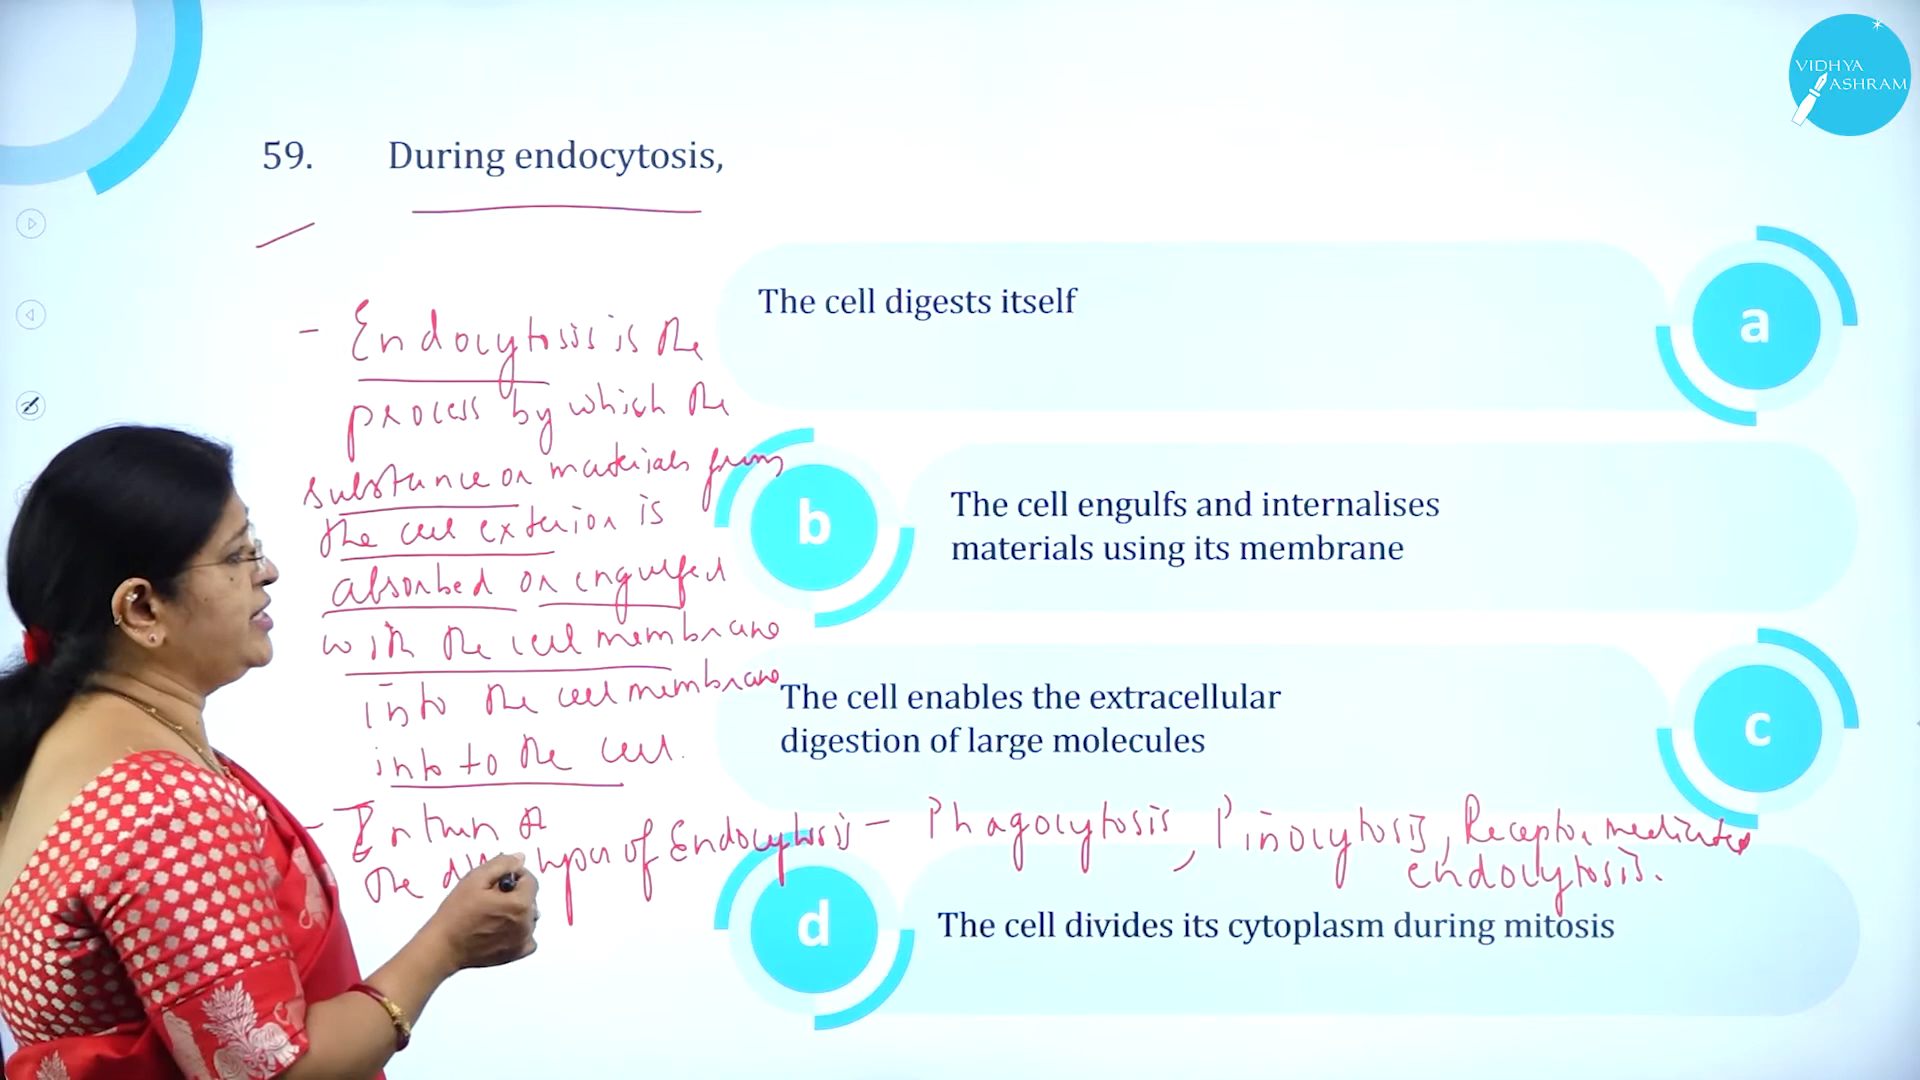 VIDHYA
ASHRAM
59. During endocytosis,
The cell digests itself
a
- Endocytosis is the
process by which the
substance or materials from
the cell exterior is
absorbed or engulfed
with the cell membrane
into the cell membrane
into to the cell.
b
The cell engulfs and internalises
materials using its membrane
The cell enables the extracellular
digestion of large molecules
c
the types of Endocytosis - Phagocytosis, Pinocytosis, Receptor mediated
endocytosis.
d
The cell divides its cytoplasm during mitosis